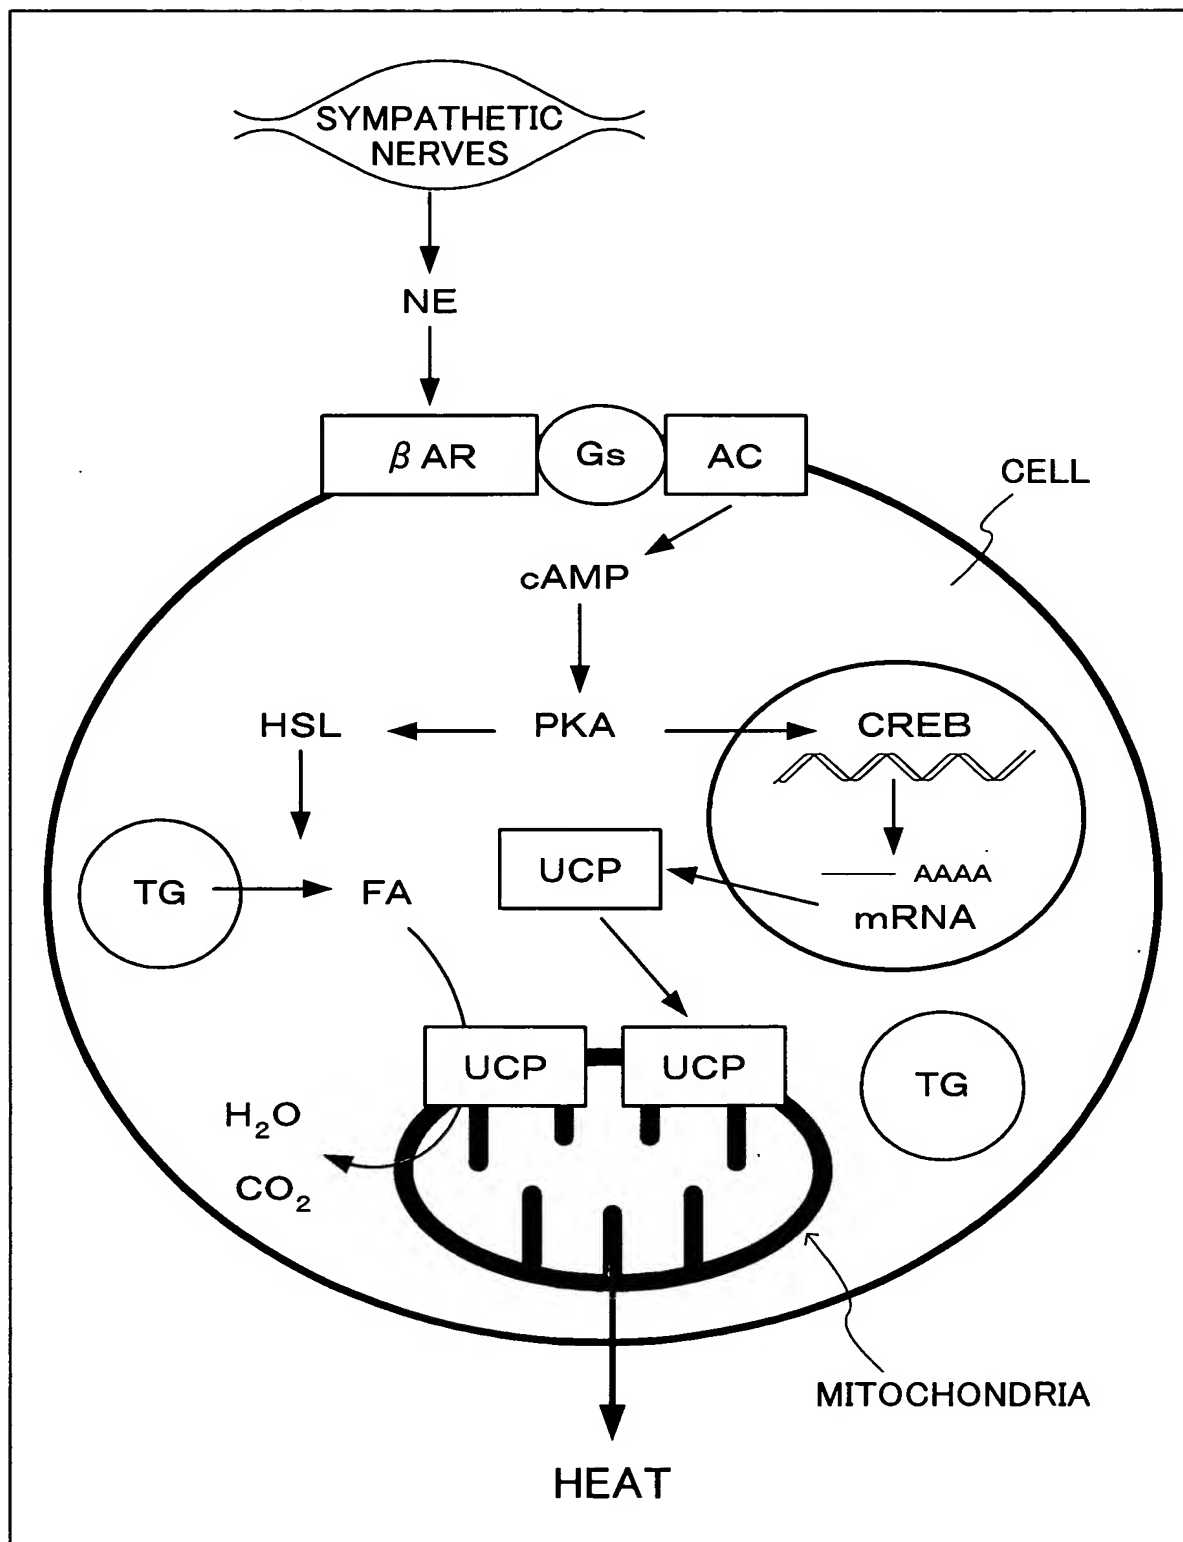 SYMPATHETIC
NERVES
NE
β AR
Gs
AC
CELL
cAMP
HSL
PKA
CREB
UCP
TG
FA
AAAA
mRNA
UCP
UCP
TG
H₂O
CO₂
MITOCHONDRIA
HEAT